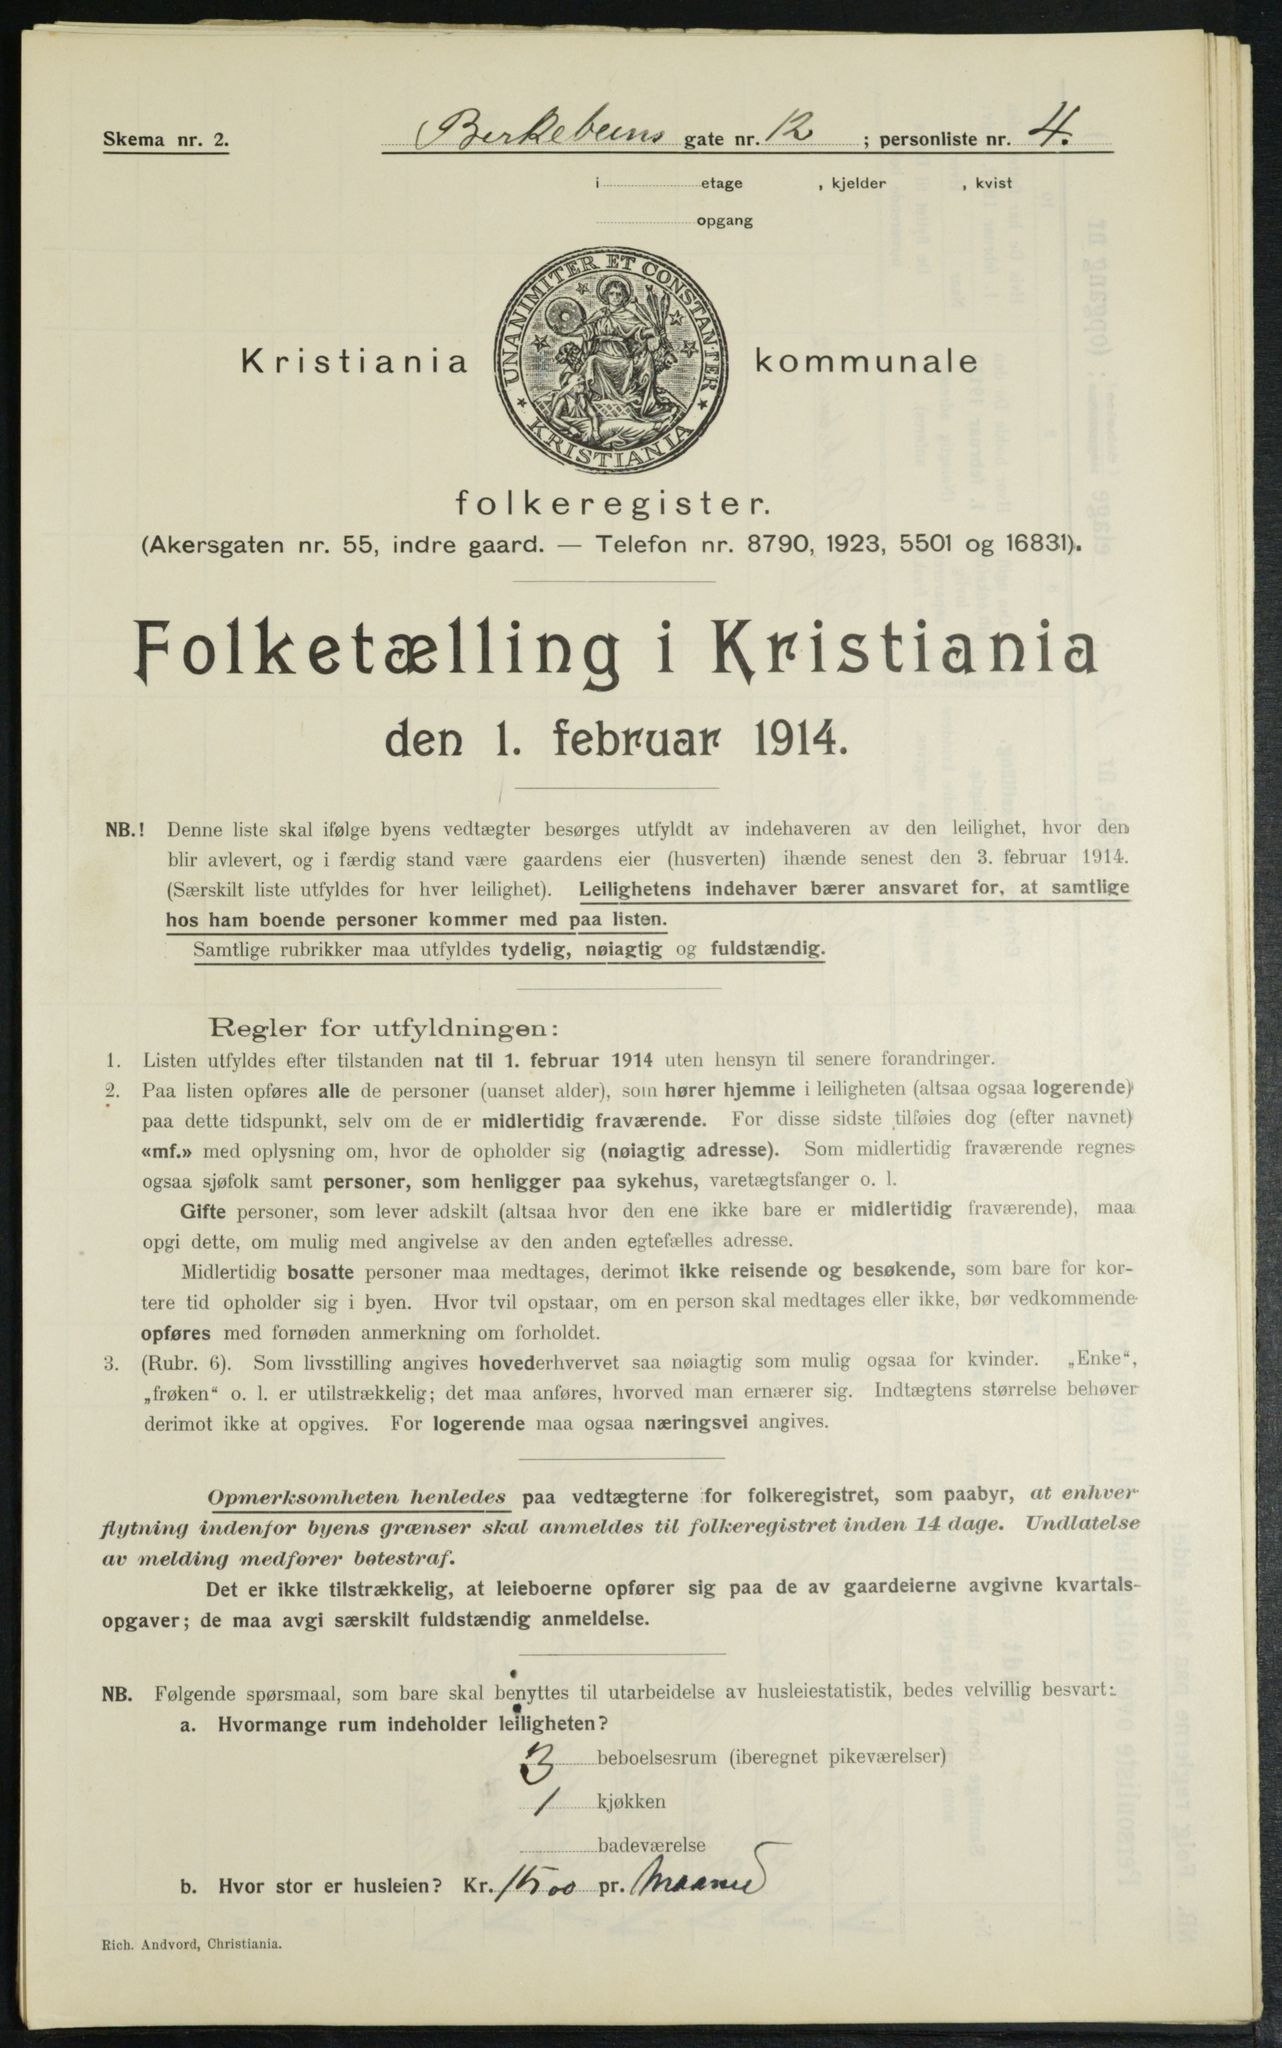 Skema nr. 2.
Birkebeins gate nr. 12 ; personliste nr. 4.
i etage , kjelder , kvist
opgang
UNANIMITER ET CONSTANTER
KRISTIANIA
Kristiania kommunale
folkeregister.
(Akersgaten nr. 55, indre gaard. — Telefon nr. 8790, 1923, 5501 og 16831).
Folketælling i Kristiania
den 1. februar 1914.
NB.! Denne liste skal ifølge byens vedtægter besørges utfyldt av indehaveren av den leilighet, hvor den
blir avlevert, og i færdig stand være gaardens eier (husverten) ihænde senest den 3. februar 1914.
(Særskilt liste utfyldes for hver leilighet). Leilighetens indehaver bærer ansvaret for, at samtlige
hos ham boende personer kommer med paa listen.
Samtlige rubrikker maa utfyldes tydelig, nøiagtig og fuldstændig.
Regler for utfyldningen:
1. Listen utfyldes efter tilstanden nat til 1. februar 1914 uten hensyn til senere forandringer.
2. Paa listen opføres alle de personer (uanset alder), som hører hjemme i leiligheten (altsaa ogsaa logerende)
paa dette tidspunkt, selv om de er midlertidig fraværende. For disse sidste tilføies dog (efter navnet)
«mf.» med oplysning om, hvor de opholder sig (nøiagtig adresse). Som midlertidig fraværende regnes
ogsaa sjøfolk samt personer, som henligger paa sykehus, varetægtsfanger o. l.
Gifte personer, som lever adskilt (altsaa hvor den ene ikke bare er midlertidig fraværende), maa
opgi dette, om mulig med angivelse av den anden egtefælles adresse.
Midlertidig bosatte personer maa medtages, derimot ikke reisende og besøkende, som bare for kor-
tere tid opholder sig i byen. Hvor tvil opstaar, om en person skal medtages eller ikke, bør vedkommende
opføres med fornøden anmerkning om forholdet.
3. (Rubr. 6). Som livsstilling angives hovederhvervet saa nøiagtig som mulig ogsaa for kvinder. „Enke“,
„frøken“ o. l. er utilstrækkelig; det maa anføres, hvorved man ernærer sig. Indtægtens størrelse behøver
derimot ikke at opgives. For logerende maa ogsaa næringsvei angives.
Opmerksomheten henledes paa vedtægterne for folkeregistret, som paabyr, at enhver
flytning indenfor byens grænser skal anmeldes til folkeregistret inden 14 dage. Undlatelse
av melding medfører bøtestraf.
Det er ikke tilstrækkelig, at leieboerne opfører sig paa de av gaardeierne avgivne kvartals-
opgaver; de maa avgi særskilt fuldstændig anmeldelse.
NB. Følgende spørsmaal, som bare skal benyttes til utarbeidelse av husleiestatistik, bedes velvillig besvart:
a. Hvormange rum indeholder leiligheten?
3 beboelsesrum (iberegnet pikeværelser)
1 kjøkken
badeværelse
b. Hvor stor er husleien? Kr. pr. Maaned
Rich. Andvord, Christiania.